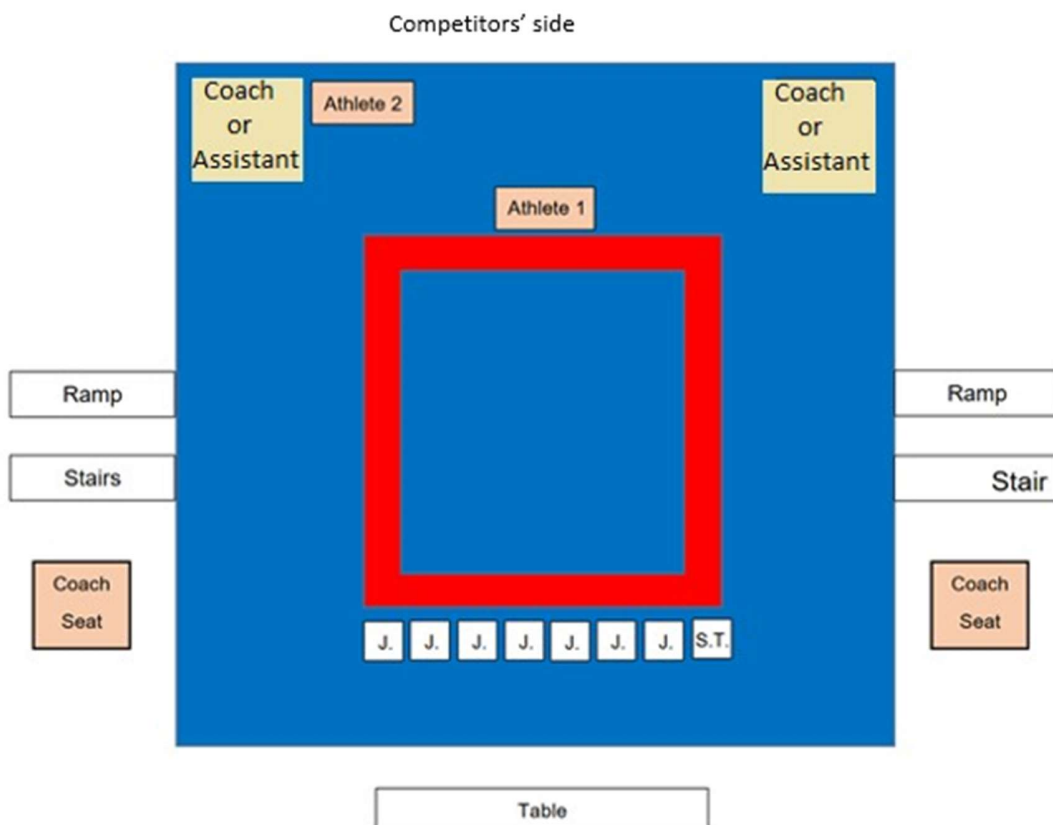 Competitors’ side
Coach
or
Assistant
Athlete 2
Coach
or
Assistant
Athlete 1
Ramp
Ramp
Stairs
Stair
Coach
Seat
Coach
Seat
J. J. J. J. J. J. J. S.T.
Table